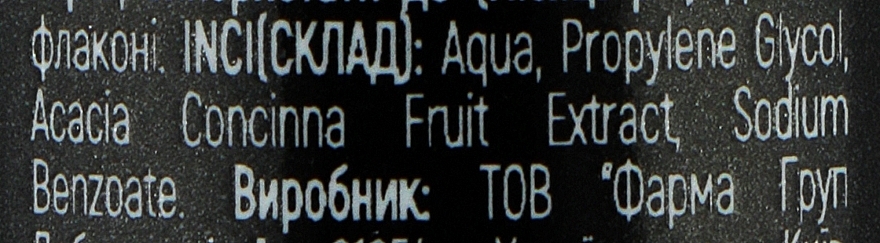 флаконі. INCI(СКЛАД): Aqua, Propylene Glycol,
Acacia Concinna Fruit Extract, Sodium
Benzoate. Виробник: ТОВ "Фарма Груп